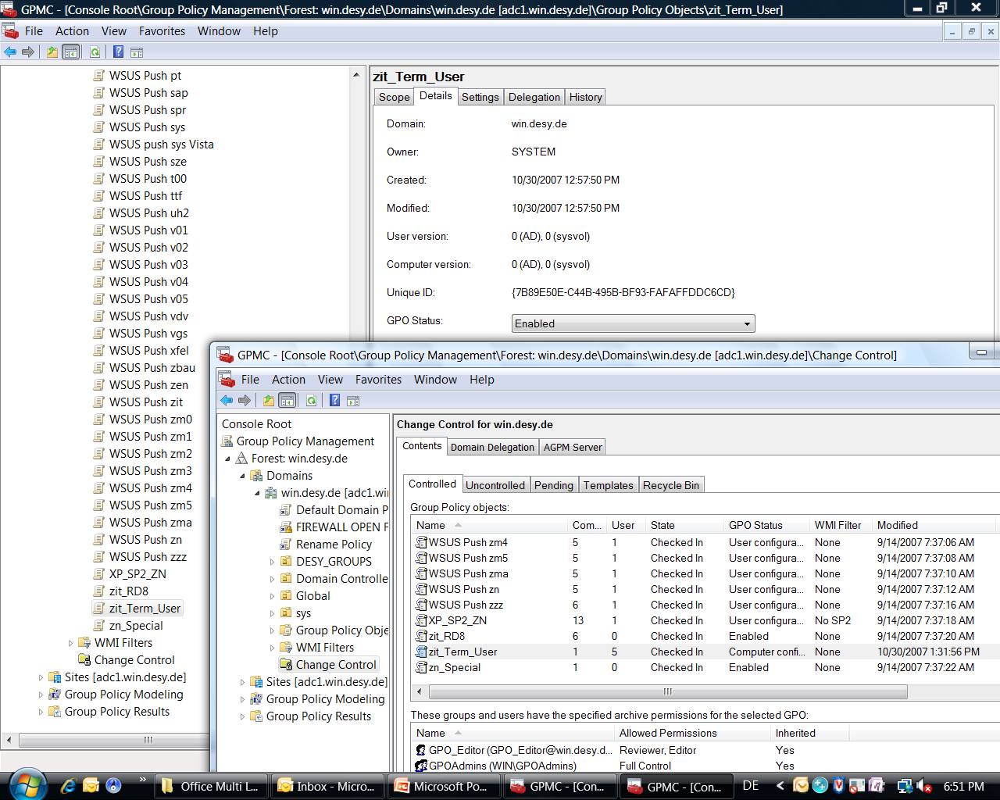 GPMC - [Console Root\Group Policy Management\Forest: win.desy.de\Domains\win.desy.de [adc1.win.desy.de]\Group Policy Objects\zit_Term_User]
File Action View Favorites Window Help
WSUS Push pt
WSUS Push sap
WSUS Push spr
WSUS Push sys
WSUS push sys Vista
WSUS Push sze
WSUS Push t00
WSUS Push ttf
WSUS Push uh2
WSUS Push v01
WSUS Push v02
WSUS Push v03
WSUS Push v04
WSUS Push v05
WSUS Push vdv
WSUS Push vgs
WSUS Push xfel
WSUS Push zbau
WSUS Push zen
WSUS Push zit
WSUS Push zm0
WSUS Push zm1
WSUS Push zm2
WSUS Push zm3
WSUS Push zm4
WSUS Push zm5
WSUS Push zma
WSUS Push zn
WSUS Push zzz
XP_SP2_ZN
zit_RD8
zit_Term_User
zn_Special
WMI Filters
Change Control
Sites [adc1.win.desy.de]
Group Policy Modeling
Group Policy Results
zit_Term_User
Scope Details Settings Delegation History
Domain: win.desy.de
Owner: SYSTEM
Created: 10/30/2007 12:57:50 PM
Modified: 10/30/2007 12:57:50 PM
User version: 0 (AD), 0 (sysvol)
Computer version: 0 (AD), 0 (sysvol)
Unique ID: {7B89E50E-C44B-495B-BF93-FAFAFFDDC6CD}
GPO Status: Enabled
GPMC - [Console Root\Group Policy Management\Forest: win.desy.de\Domains\win.desy.de [adc1.win.desy.de]\Change Control]
File Action View Favorites Window Help
Console Root
Group Policy Management
Forest: win.desy.de
Domains
win.desy.de [adc1.wi
Default Domain P
FIREWALL OPEN F
Rename Policy
DESY_GROUPS
Domain Controlle
Global
sys
Group Policy Obje
WMI Filters
Change Control
Sites [adc1.win.desy.de]
Group Policy Modeling
Group Policy Results
Change Control for win.desy.de
Contents Domain Delegation AGPM Server
Controlled Uncontrolled Pending Templates Recycle Bin
Group Policy objects:
Name Com... User State GPO Status WMI Filter Modified
WSUS Push zm4 5 1 Checked In User configura... None 9/14/2007 7:37:06 AM
WSUS Push zm5 5 1 Checked In User configura... None 9/14/2007 7:37:08 AM
WSUS Push zma 5 1 Checked In User configura... None 9/14/2007 7:37:10 AM
WSUS Push zn 5 1 Checked In User configura... None 9/14/2007 7:37:12 AM
WSUS Push zzz 6 1 Checked In User configura... None 9/14/2007 7:37:16 AM
XP_SP2_ZN 13 1 Checked In User configura... No SP2 9/14/2007 7:37:18 AM
zit_RD8 6 0 Checked In Enabled None 9/14/2007 7:37:20 AM
zit_Term_User 1 5 Checked In Computer confi... None 10/30/2007 1:31:56 PM
zn_Special 1 0 Checked In Enabled None 9/14/2007 7:37:22 AM
These groups and users have the specified archive permissions for the selected GPO:
Name Allowed Permissions Inherited
GPO_Editor (GPO_Editor@win.desy.d... Reviewer, Editor Yes
GPOAdmins (WIN\GPOAdmins) Full Control Yes
» Office Multi L... Inbox - Micro... Microsoft Po... GPMC - [Con... GPMC - [Con... DE < 6:51 PM